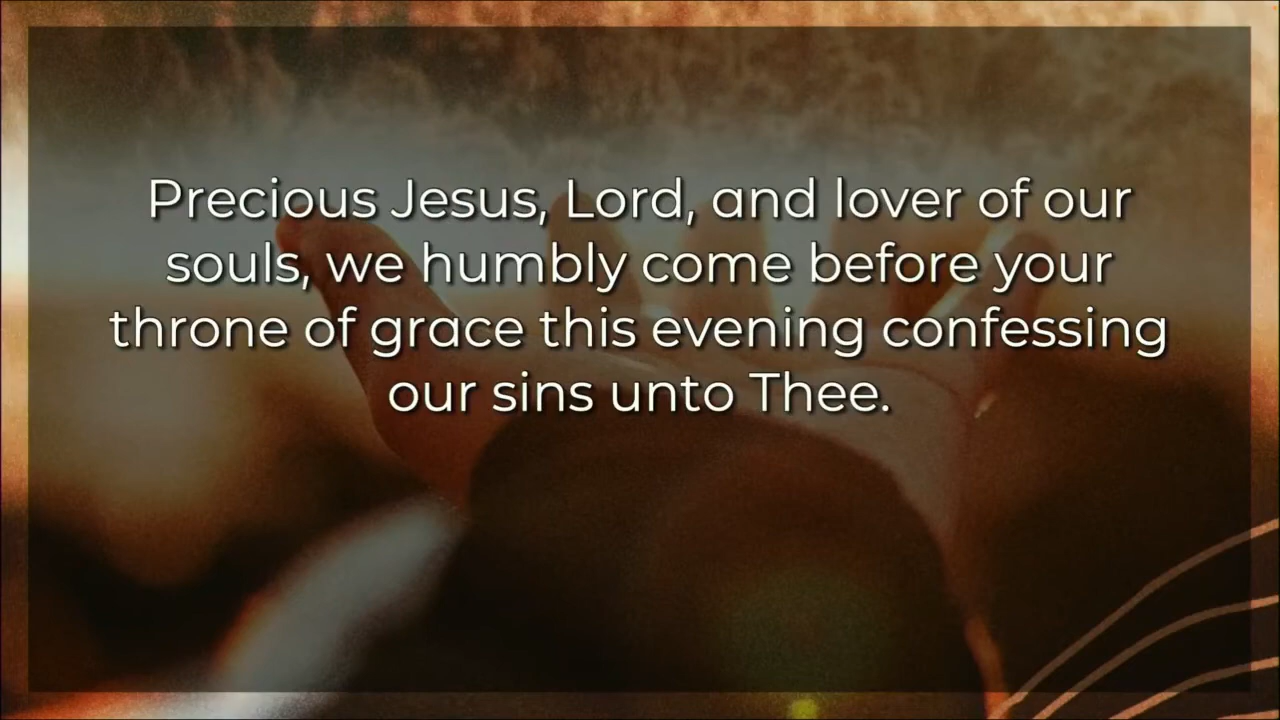 Precious Jesus, Lord, and lover of our
souls, we humbly come before your
throne of grace this evening confessing
our sins unto Thee.